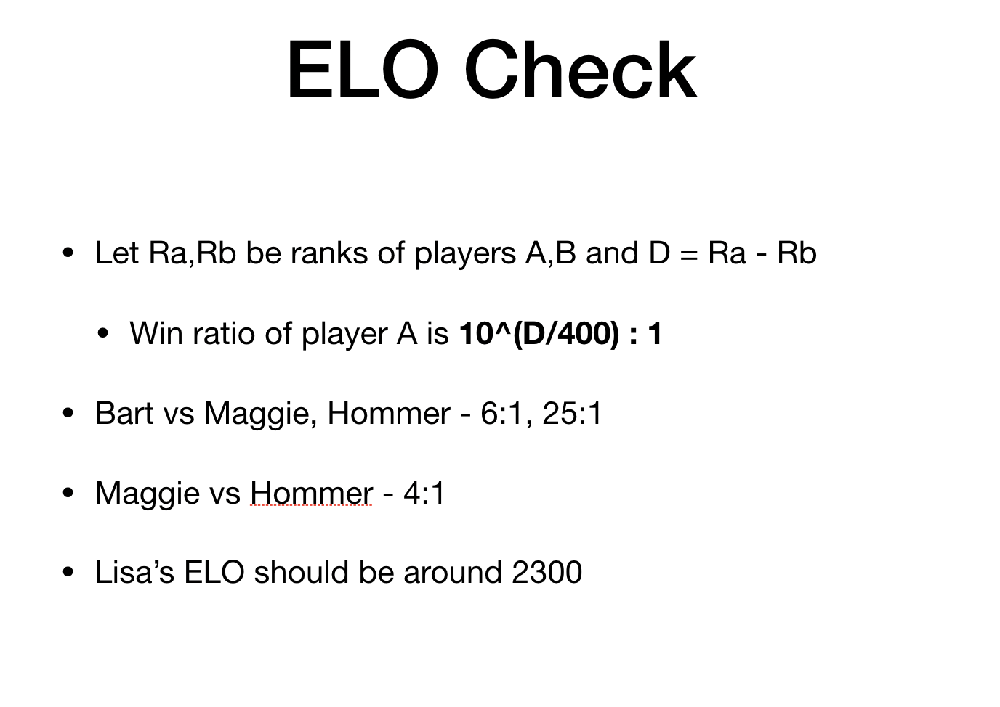 ELO Check
• Let Ra,Rb be ranks of players A,B and D = Ra - Rb
• Win ratio of player A is 10^(D/400) : 1
• Bart vs Maggie, Hommer - 6:1, 25:1
• Maggie vs Hommer - 4:1
• Lisa’s ELO should be around 2300